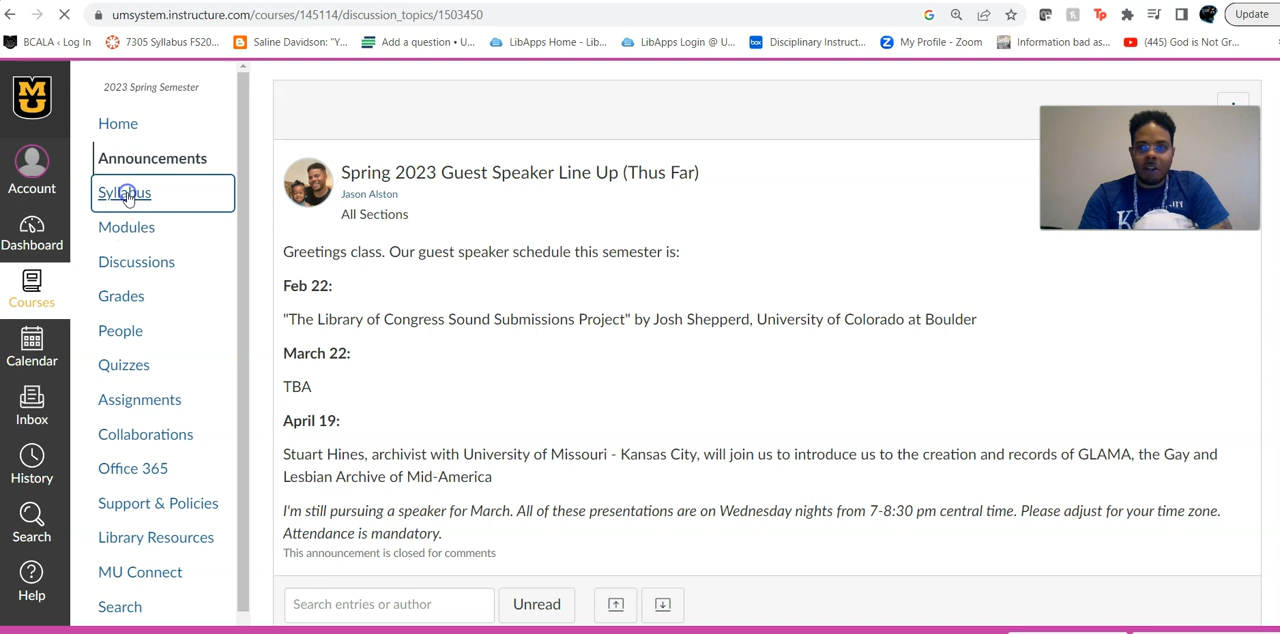 umsystem.instructure.com/courses/145114/discussion_topics/1503450
Update
BCALA ‹ Log In
7305 Syllabus FS20...
Saline Davidson: "Y...
Add a question • U...
LibApps Home - Lib...
LibApps Login @ U...
Disciplinary Instruct...
My Profile - Zoom
Information bad as...
(445) God is Not Gr...
MU
Account
Dashboard
Courses
Calendar
Inbox
History
Search
Help
2023 Spring Semester
Home
Announcements
Syllabus
Modules
Discussions
Grades
People
Quizzes
Assignments
Collaborations
Office 365
Support & Policies
Library Resources
MU Connect
Search
Spring 2023 Guest Speaker Line Up (Thus Far)
Jason Alston
All Sections
Greetings class. Our guest speaker schedule this semester is:
Feb 22:
"The Library of Congress Sound Submissions Project" by Josh Shepperd, University of Colorado at Boulder
March 22:
TBA
April 19:
Stuart Hines, archivist with University of Missouri - Kansas City, will join us to introduce us to the creation and records of GLAMA, the Gay and
Lesbian Archive of Mid-America
I'm still pursuing a speaker for March. All of these presentations are on Wednesday nights from 7-8:30 pm central time. Please adjust for your time zone.
Attendance is mandatory.
This announcement is closed for comments
Search entries or author
Unread